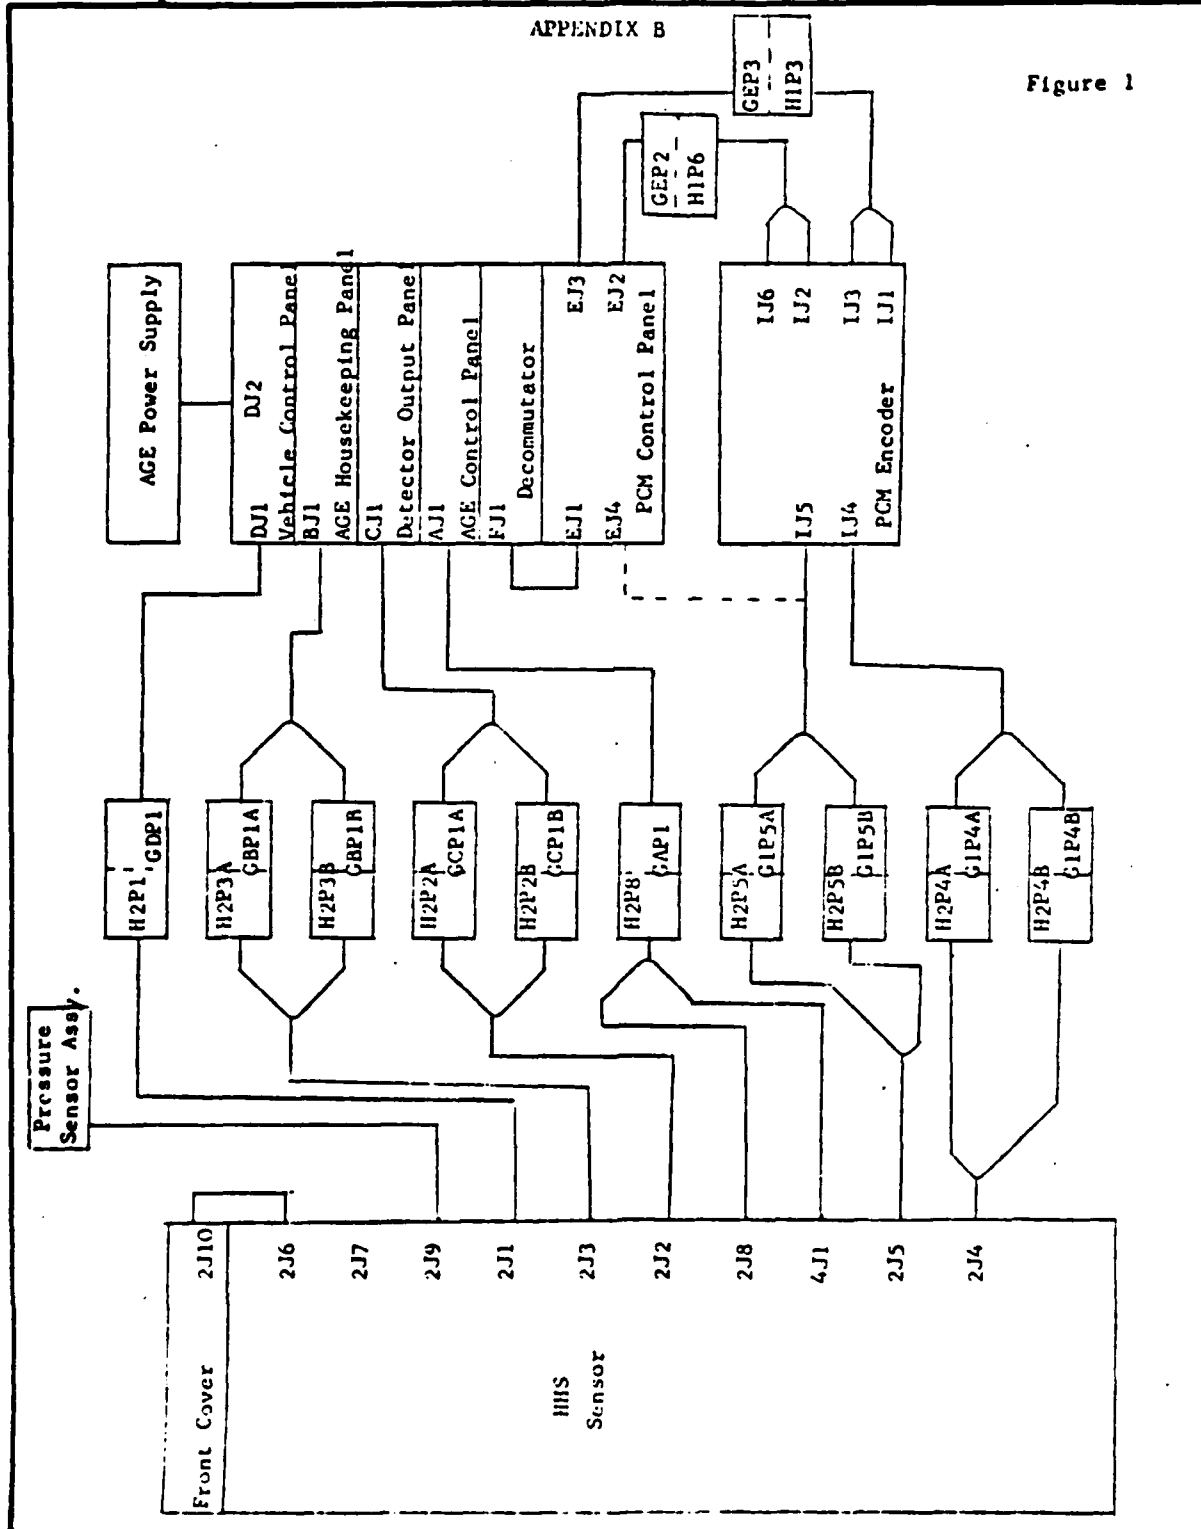 APPENDIX B
Figure 1
GEP3
H1P3
GEP2
H1P6
AGE Power Supply
DJ2
DJ1
Vehicle Control Panel
BJ1
AGE Housekeeping Panel
CJ1
Detector Output Panel
AJ1
AGE Control Panel
FJ1
Decommutator
EJ3
EJ1
EJ2
EJ4
PCM Control Panel
IJ6
IJ2
IJ3
IJ1
IJ5
IJ4
PCM Encoder
H2P1
GDP1
H2P3A
GBP1A
H2P3B
GBP1B
H2P2A
GCP1A
H2P2B
GCP1B
H2P8
GAP1
H2P5A
G1P5A
H2P5B
G1P5B
H2P4A
G1P4A
H2P4B
G1P4B
Pressure
Sensor Assy.
Front Cover
2J10
2J6
2J7
2J9
2J1
2J3
2J2
2J8
4J1
2J5
2J4
HHS
Sensor